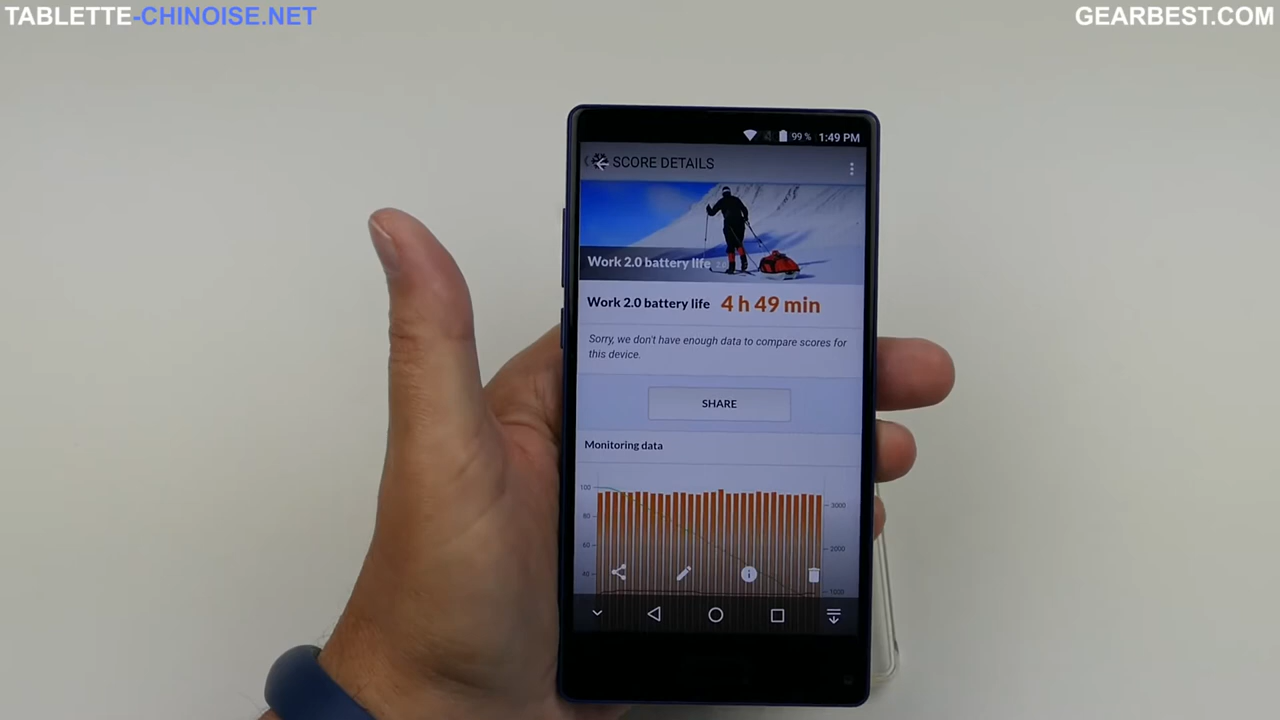 TABLETTE-CHINOISE.NET
GEARBEST.COM
99 % 1:49 PM
SCORE DETAILS
Work 2.0 battery life
Work 2.0 battery life 4 h 49 min
Sorry, we don't have enough data to compare scores for
this device.
SHARE
Monitoring data
100
3000
80
60
2000
40
1000